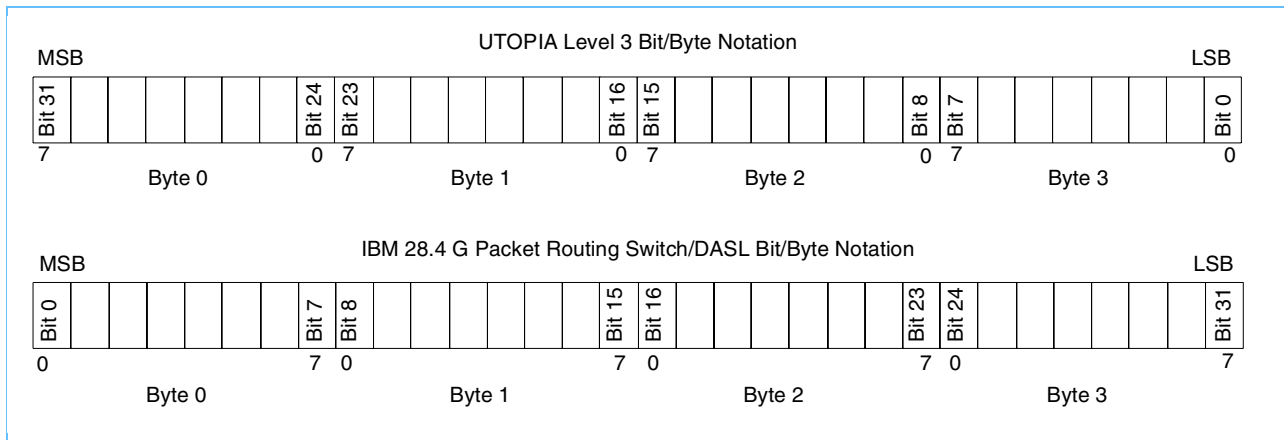 UTOPIA Level 3 Bit/Byte Notation
MSB LSB
Bit 31 Bit 24 Bit 23 Bit 16 Bit 15 Bit 8 Bit 7 Bit 0
7 0 7 0 7 0 7 0
Byte 0 Byte 1 Byte 2 Byte 3
IBM 28.4 G Packet Routing Switch/DASL Bit/Byte Notation
MSB LSB
Bit 0 Bit 7 Bit 8 Bit 15 Bit 16 Bit 23 Bit 24 Bit 31
0 7 0 7 0 7 0 7
Byte 0 Byte 1 Byte 2 Byte 3